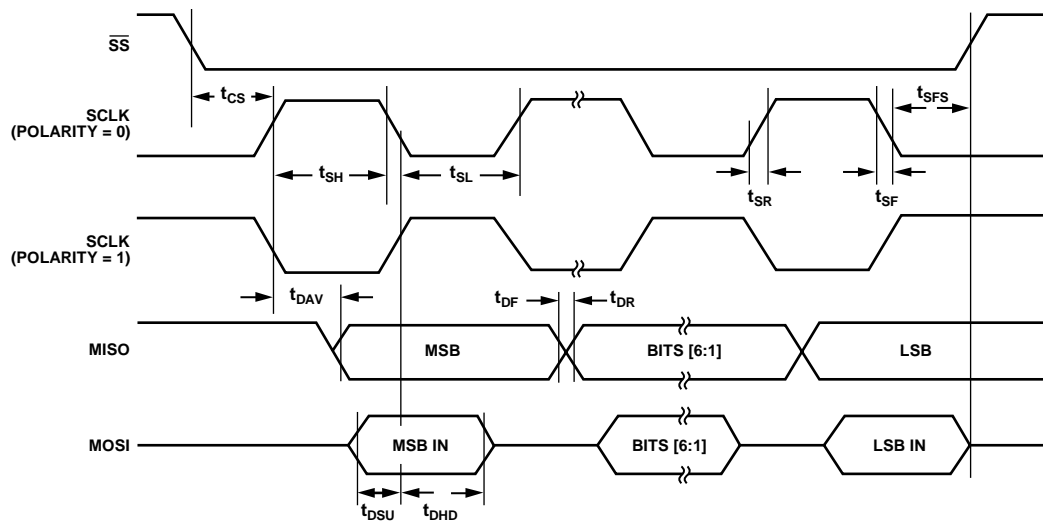 SS
tCS
tSFS
SCLK
(POLARITY = 0)
tSH
tSL
tSR
tSF
SCLK
(POLARITY = 1)
tDAV
tDF
tDR
MISO
MSB
BITS [6:1]
LSB
MOSI
MSB IN
BITS [6:1]
LSB IN
tDSU
tDHD